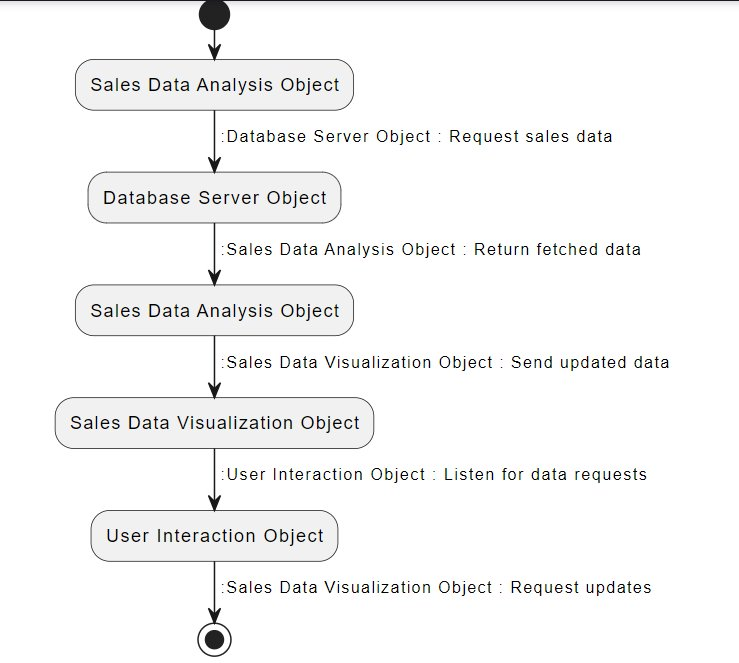 Sales Data Analysis Object
:Database Server Object : Request sales data
Database Server Object
:Sales Data Analysis Object : Return fetched data
Sales Data Analysis Object
:Sales Data Visualization Object : Send updated data
Sales Data Visualization Object
:User Interaction Object : Listen for data requests
User Interaction Object
:Sales Data Visualization Object : Request updates